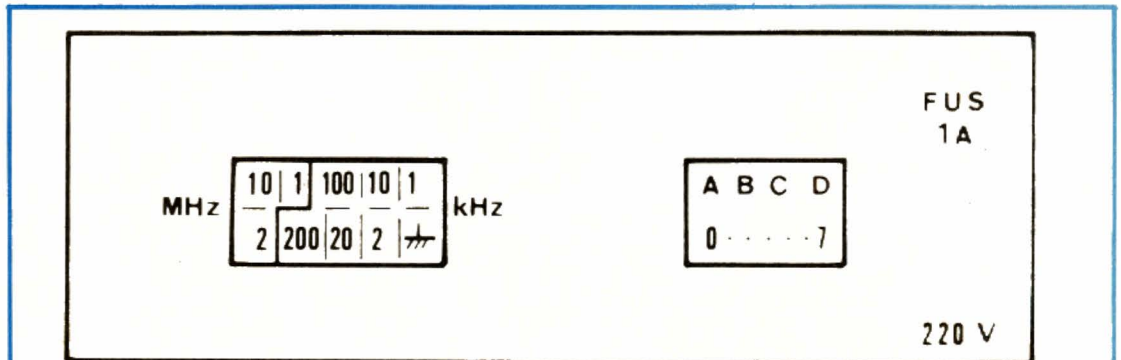 FUS
1A
10 1 100 10 1
MHz kHz
2 200 20 2
A B C D
0 · · · · · 7
220 V